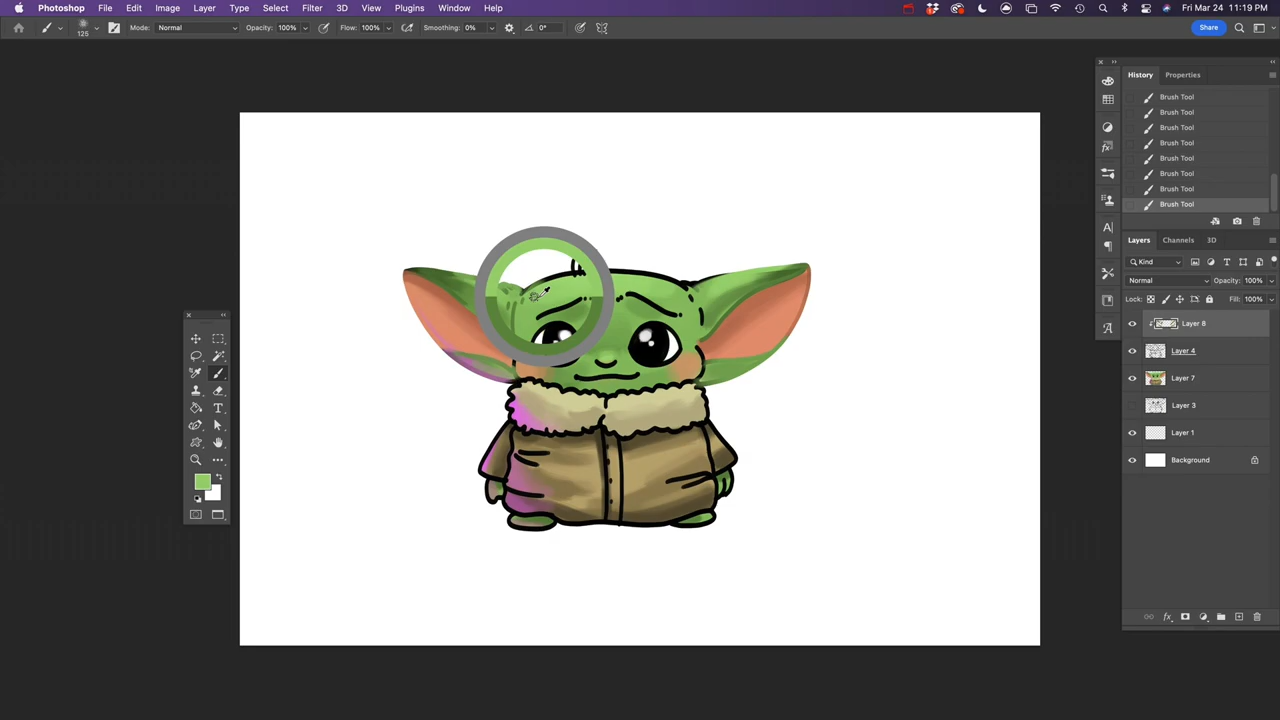 Photoshop File Edit Image Layer Type Select Filter 3D View Plugins Window Help Fri Mar 24 11:19 PM
125 Mode: Normal Opacity: 100% Flow: 100% Smoothing: 0% 0° Share
History Properties
Brush Tool
Brush Tool
Brush Tool
Brush Tool
Brush Tool
Brush Tool
Brush Tool
Brush Tool
Layers Channels 3D
Kind
Normal Opacity: 100%
Lock: Fill: 100%
Layer 8
Layer 4
Layer 7
Layer 3
Layer 1
Background